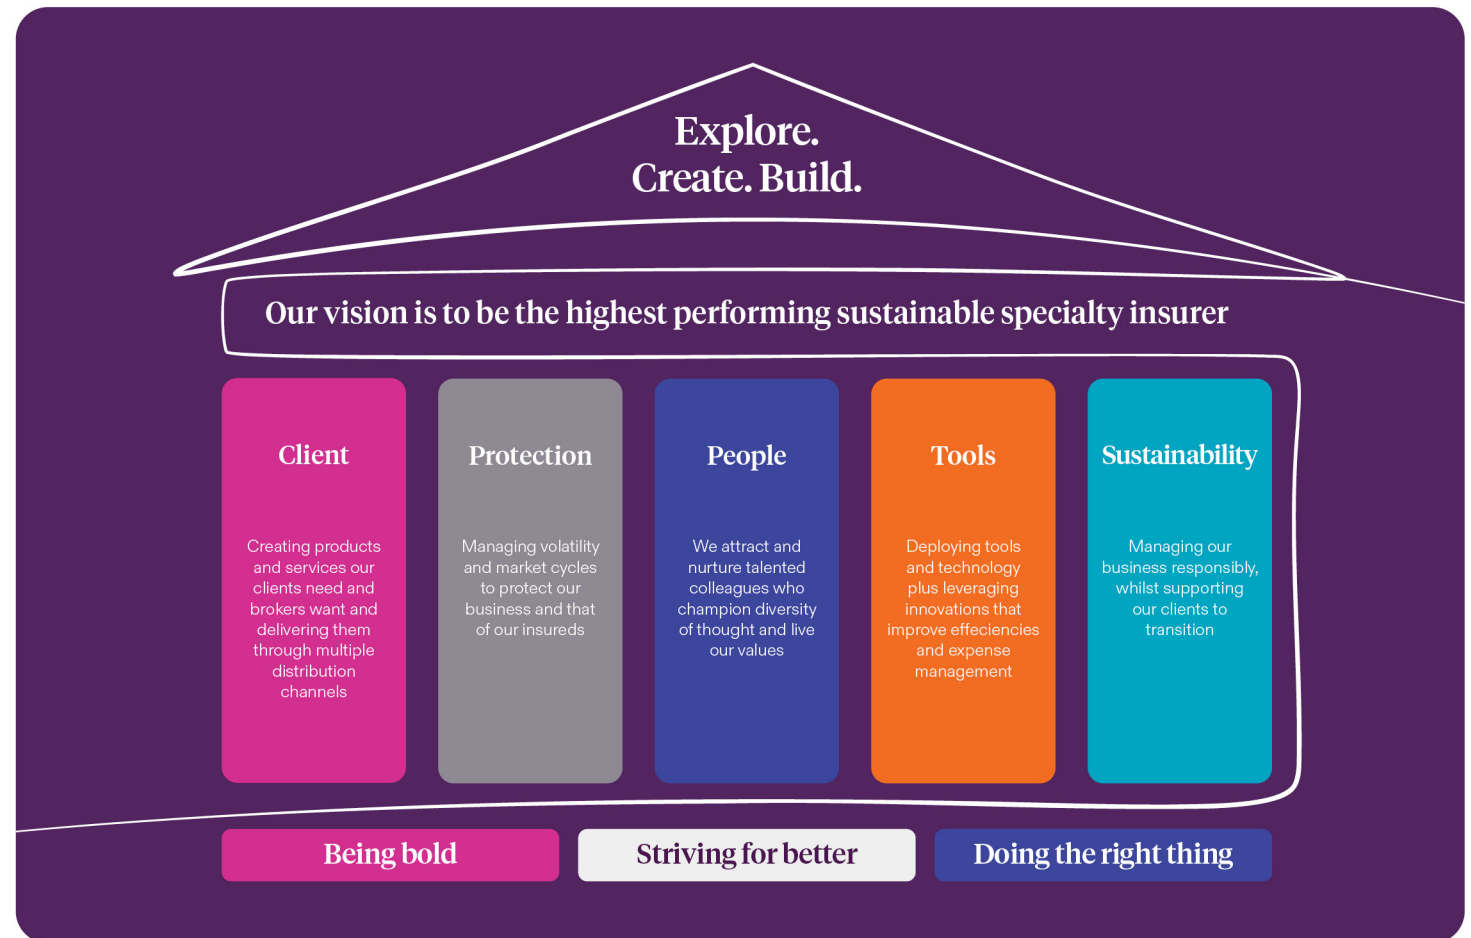 Explore.
Create. Build.
Our vision is to be the highest performing sustainable specialty insurer
Client
Creating products
and services our
clients need and
brokers want and
delivering them
through multiple
distribution
channels
Protection
Managing volatility
and market cycles
to protect our
business and that
of our insureds
People
We attract and
nurture talented
colleagues who
champion diversity
of thought and live
our values
Tools
Deploying tools
and technology
plus leveraging
innovations that
improve effeciencies
and expense
management
Sustainability
Managing our
business responsibly,
whilst supporting
our clients to
transition
Being bold
Striving for better
Doing the right thing